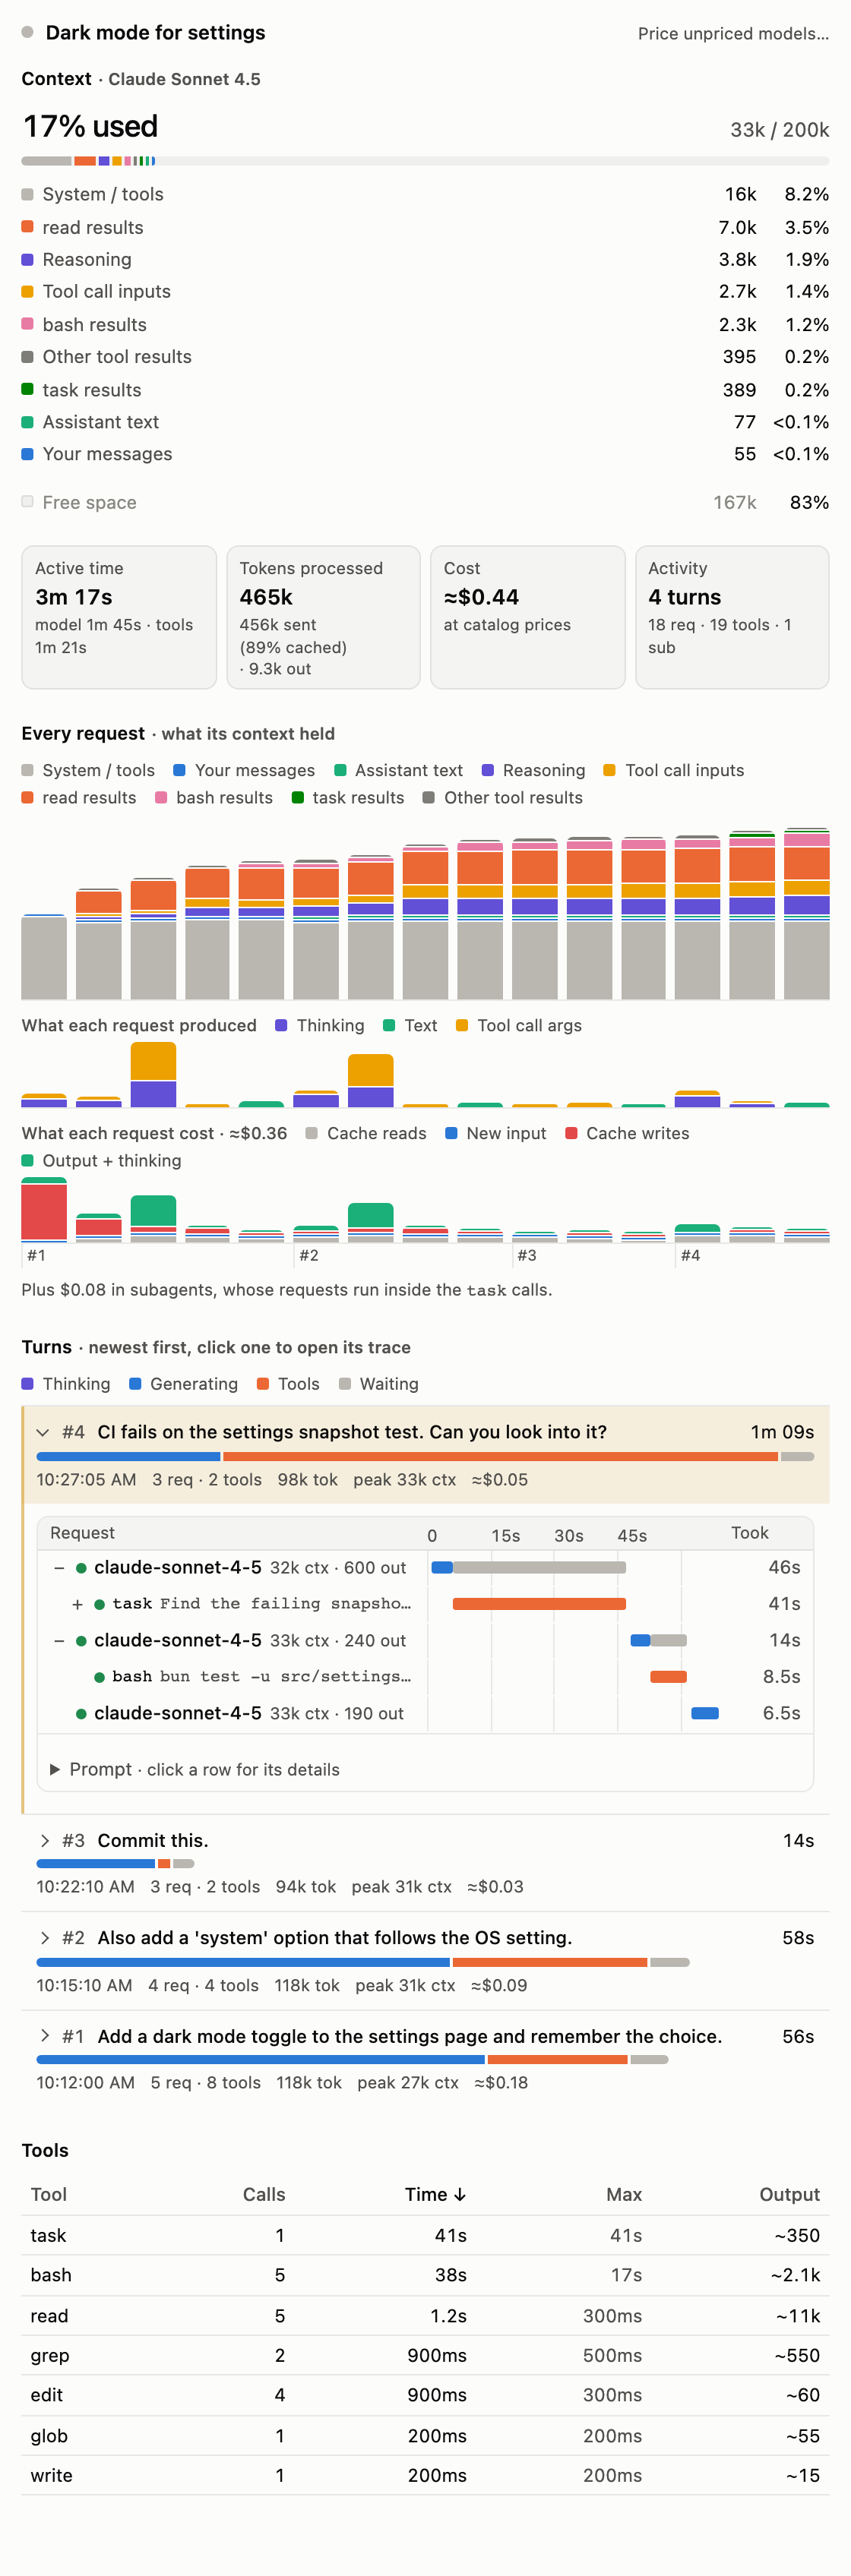 Dark mode for settings Price unpriced models...
Context · Claude Sonnet 4.5
17% used 33k / 200k
System / tools 16k 8.2%
read results 7.0k 3.5%
Reasoning 3.8k 1.9%
Tool call inputs 2.7k 1.4%
bash results 2.3k 1.2%
Other tool results 395 0.2%
task results 389 0.2%
Assistant text 77 <0.1%
Your messages 55 <0.1%
Free space 167k 83%
Active time
3m 17s
model 1m 45s · tools
1m 21s
Tokens processed
465k
456k sent
(89% cached)
· 9.3k out
Cost
≈$0.44
at catalog prices
Activity
4 turns
18 req · 19 tools · 1
sub
Every request · what its context held
System / tools Your messages Assistant text Reasoning Tool call inputs
read results bash results task results Other tool results
What each request produced Thinking Text Tool call args
What each request cost · ≈$0.36 Cache reads New input Cache writes
Output + thinking
#1 #2 #3 #4
Plus $0.08 in subagents, whose requests run inside the task calls.
Turns · newest first, click one to open its trace
Thinking Generating Tools Waiting
#4 CI fails on the settings snapshot test. Can you look into it? 1m 09s
10:27:05 AM 3 req · 2 tools 98k tok peak 33k ctx ≈$0.05
Request 0 15s 30s 45s Took
− claude-sonnet-4-5 32k ctx · 600 out 46s
+ task Find the failing snapsho… 41s
− claude-sonnet-4-5 33k ctx · 240 out 14s
bash bun test -u src/settings… 8.5s
claude-sonnet-4-5 33k ctx · 190 out 6.5s
▶ Prompt · click a row for its details
#3 Commit this. 14s
10:22:10 AM 3 req · 2 tools 94k tok peak 31k ctx ≈$0.03
#2 Also add a 'system' option that follows the OS setting. 58s
10:15:10 AM 4 req · 4 tools 118k tok peak 31k ctx ≈$0.09
#1 Add a dark mode toggle to the settings page and remember the choice. 56s
10:12:00 AM 5 req · 8 tools 118k tok peak 27k ctx ≈$0.18
Tools
Tool Calls Time ↓ Max Output
task 1 41s 41s ~350
bash 5 38s 17s ~2.1k
read 5 1.2s 300ms ~11k
grep 2 900ms 500ms ~550
edit 4 900ms 300ms ~60
glob 1 200ms 200ms ~55
write 1 200ms 200ms ~15